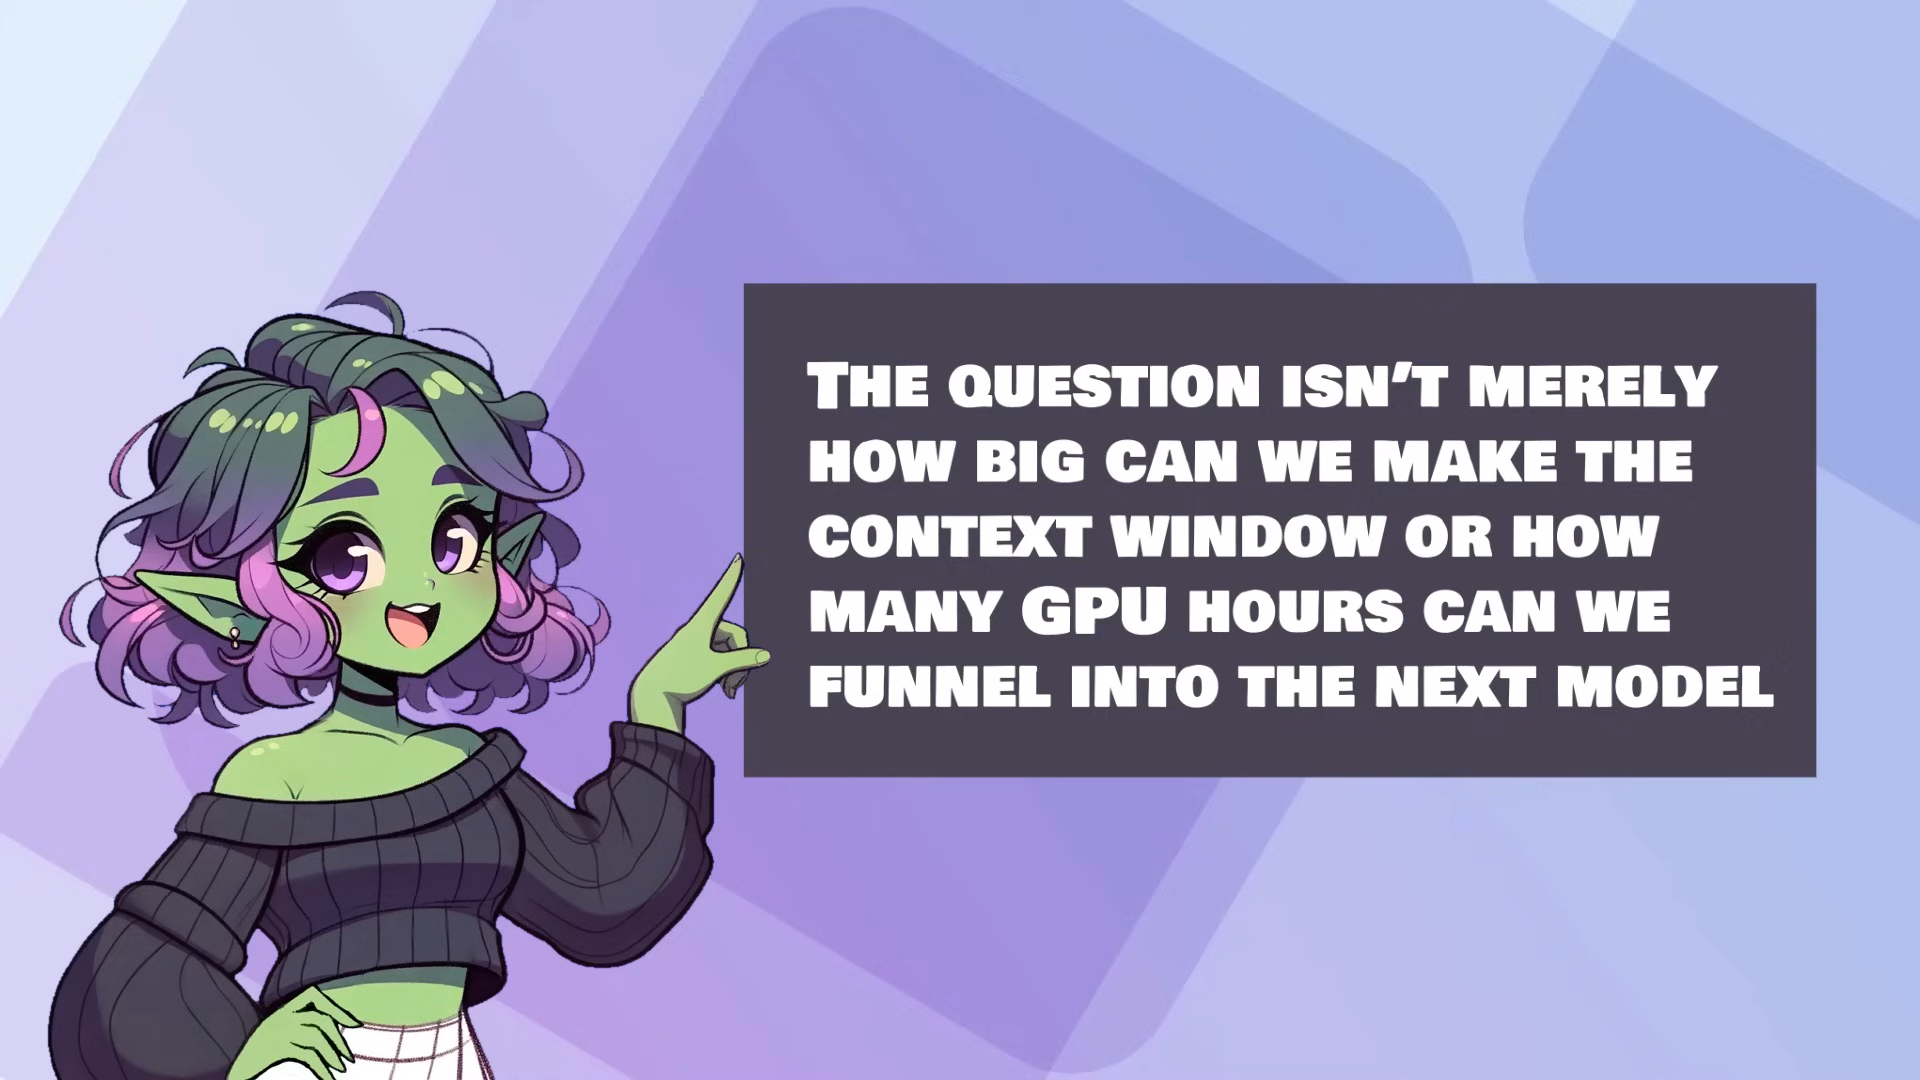 The question isn't merely
how big can we make the
context window or how
many GPU hours can we
funnel into the next model